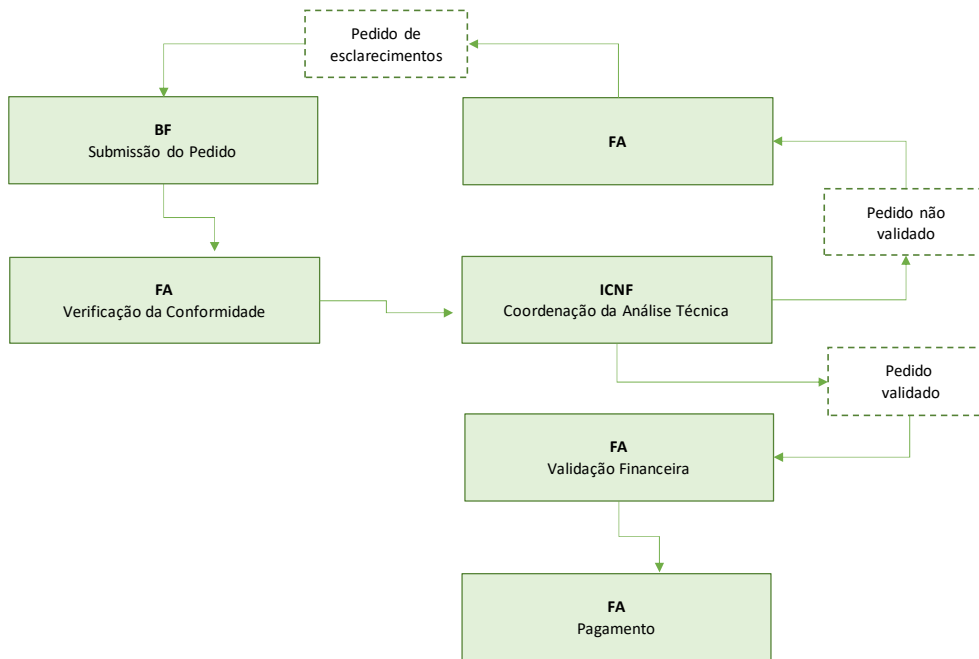 Pedido de
esclarecimentos
BF
Submissão do Pedido
FA
Pedido não
validado
FA
Verificação da Conformidade
ICNF
Coordenação da Análise Técnica
Pedido
validado
FA
Validação Financeira
FA
Pagamento